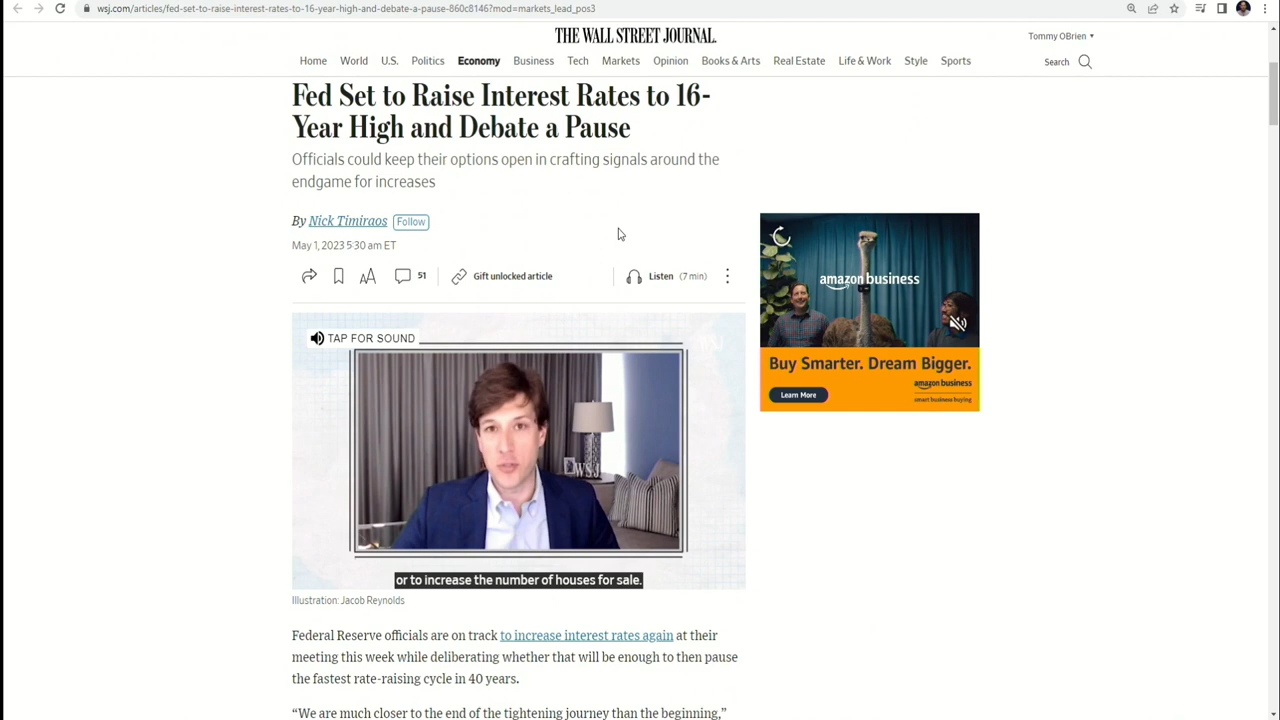 wsj.com/articles/fed-set-to-raise-interest-rates-to-16-year-high-and-debate-a-pause-860c8146?mod=markets_lead_pos3
THE WALL STREET JOURNAL.
Tommy OBrien
Home World U.S. Politics Economy Business Tech Markets Opinion Books & Arts Real Estate Life & Work Style Sports
Search
Fed Set to Raise Interest Rates to 16-
Year High and Debate a Pause
Officials could keep their options open in crafting signals around the
endgame for increases
By Nick Timiraos Follow
May 1, 2023 5:30 am ET
AA 51 Gift unlocked article Listen (7 min)
amazon business
Buy Smarter. Dream Bigger.
amazon business
smart business buying
Learn More
TAP FOR SOUND
WSJ
or to increase the number of houses for sale.
Illustration: Jacob Reynolds
Federal Reserve officials are on track to increase interest rates again at their
meeting this week while deliberating whether that will be enough to then pause
the fastest rate-raising cycle in 40 years.
“We are much closer to the end of the tightening journey than the beginning,”